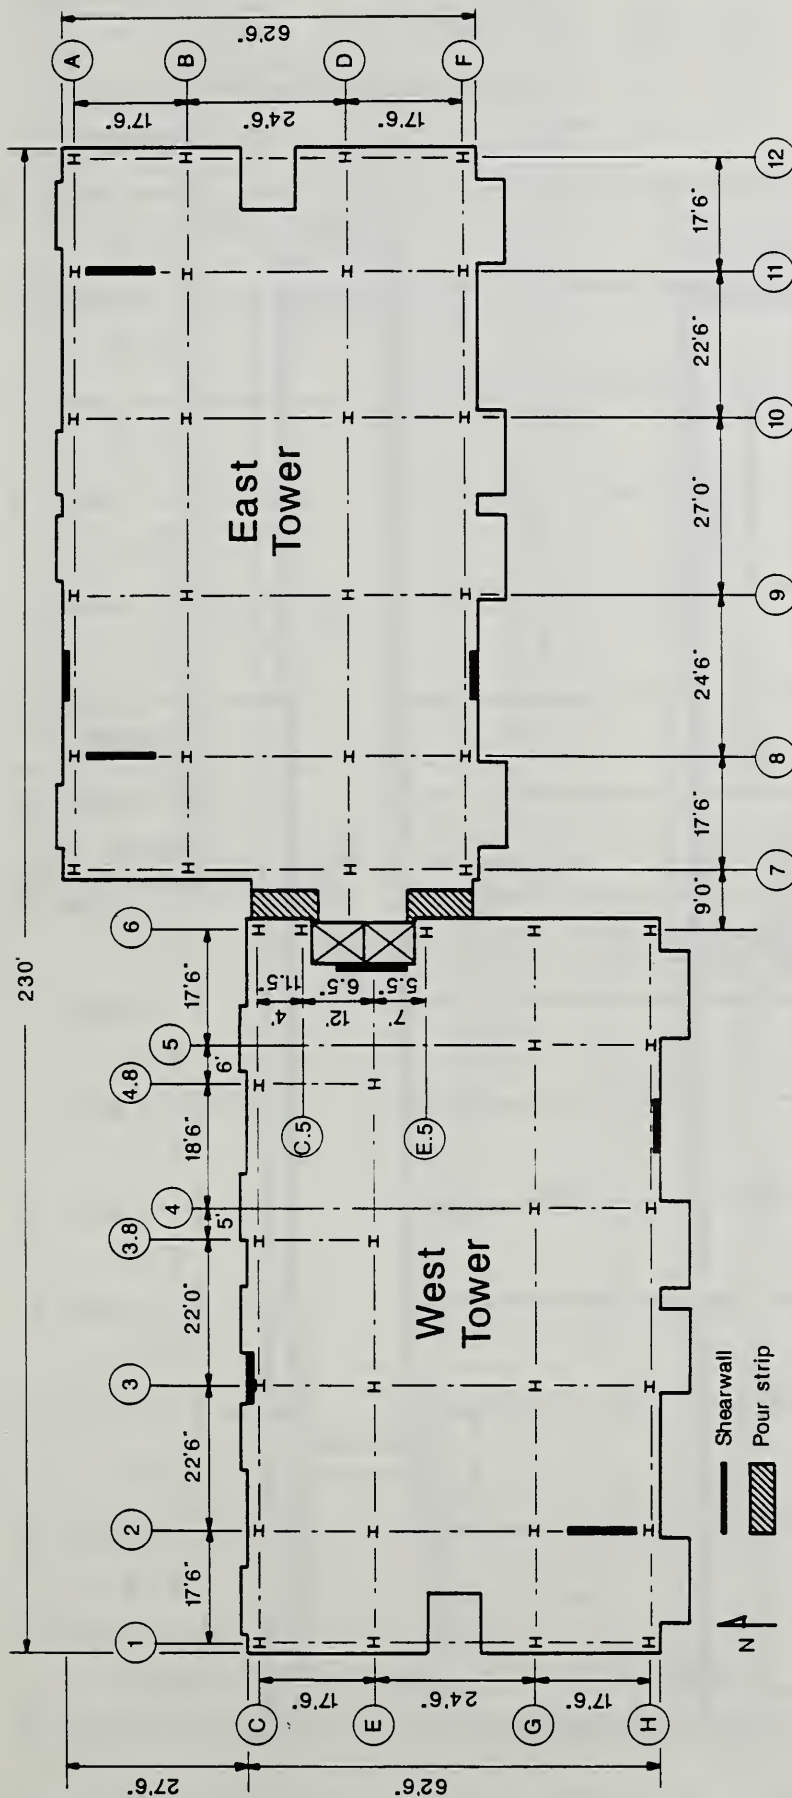 230'
62'6"
A
B
D
F
17'6"
24'6"
17'6"
East
Tower
12
11
10
9
8
7
17'6"
22'6"
27'0"
24'6"
17'6"
9'0"
6
5
4.8
4
3.8
3
2
1
17'6"
6'
18'6"
5'
22'0"
22'6"
17'6"
4' 11.5"
12' 6.5"
7' 5.5"
C.5
E.5
West
Tower
C
E
G
H
17'6"
24'6"
17'6"
27'6"
62'6"
Shearwall
Pour strip
N